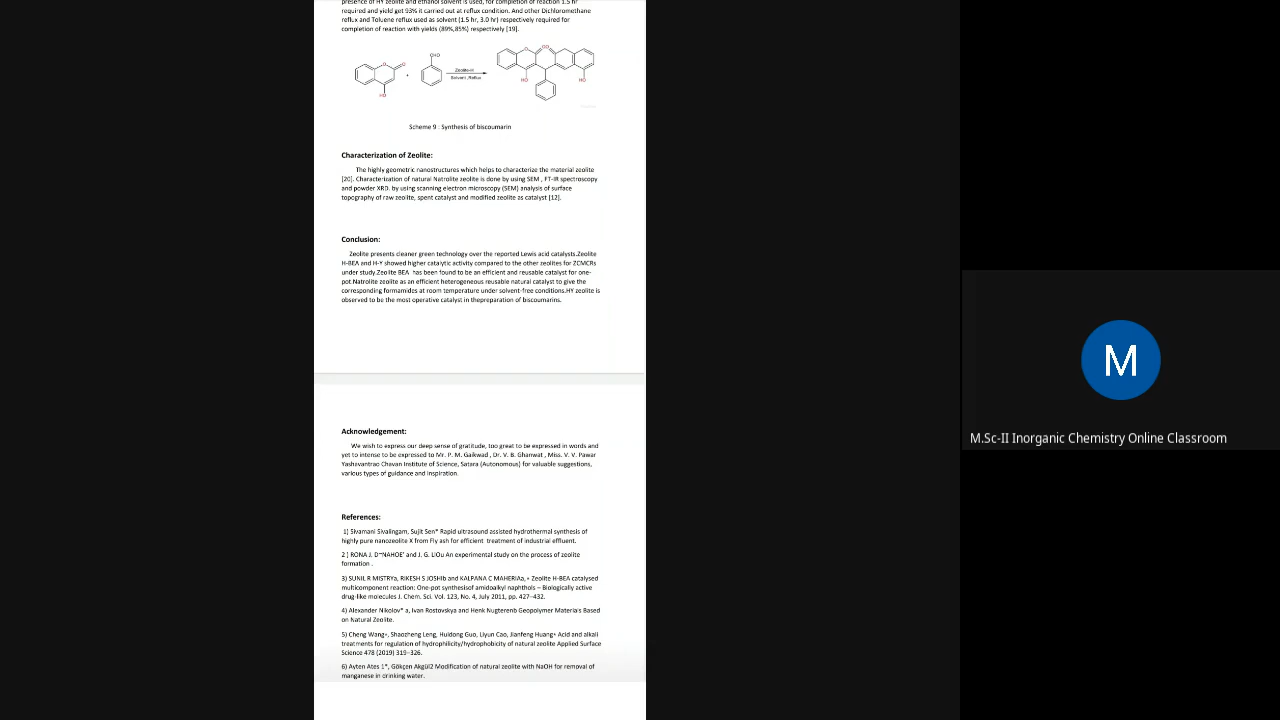 presence of HY zeolite and ethanol solvent is used, for completion of reaction 1.5 hr
required and yield get 93% it carried out at reflux condition. And other Dichloromethane
reflux and Toluene reflux used as solvent (1.5 hr, 3.0 hr) respectively required for
completion of reaction with yields (89%,85%) respectively [19].
O O HO + CHO Zeolite-H Solvent ,Reflux O O O HO HO
Scheme 9 : Synthesis of biscoumarin
Characterization of Zeolite:
The highly geometric nanostructures which helps to characterize the material zeolite
[20]. Characterization of natural Natrolite zeolite is done by using SEM , FT-IR spectroscopy
and powder XRD. by using scanning electron microscopy (SEM) analysis of surface
topography of raw zeolite, spent catalyst and modified zeolite as catalyst [12].
Conclusion:
Zeolite presents cleaner green technology over the reported Lewis acid catalysts.Zeolite
H-BEA and H-Y showed higher catalytic activity compared to the other zeolites for ZCMCRs
under study.Zeolite BEA has been found to be an efficient and reusable catalyst for one-
pot.Natrolite zeolite as an efficient heterogeneous reusable natural catalyst to give the
corresponding formamides at room temperature under solvent-free conditions.HY zeolite is
observed to be the most operative catalyst in thepreparation of biscoumarins.
Acknowledgement:
We wish to express our deep sense of gratitude, too great to be expressed in words and
yet to intense to be expressed to Mr. P. M. Gaikwad , Dr. V. B. Ghanwat , Miss. V. V. Pawar
Yashavantrao Chavan Institute of Science, Satara (Autonomous) for valuable suggestions,
various types of guidance and inspiration.
References:
1) Sivamani Sivalingam, Sujit Sen* Rapid ultrasound assisted hydrothermal synthesis of
highly pure nanozeolite X from Fly ash for efficient treatment of industrial effluent.
2 ) RONA J. D~NAHOE' and J. G. LIOu An experimental study on the process of zeolite
formation .
3) SUNIL R MISTRYa, RIKESH S JOSHIb and KALPANA C MAHERIAa,∗ Zeolite H-BEA catalysed
multicomponent reaction: One-pot synthesisof amidoalkyl naphthols – Biologically active
drug-like molecules J. Chem. Sci. Vol. 123, No. 4, July 2011, pp. 427–432.
4) Alexander Nikolov* a, Ivan Rostovskya and Henk Nugterenb Geopolymer Materials Based
on Natural Zeolite.
5) Cheng Wang⁎, Shaozheng Leng, Huidong Guo, Liyun Cao, Jianfeng Huang⁎ Acid and alkali
treatments for regulation of hydrophilicity/hydrophobicity of natural zeolite Applied Surface
Science 478 (2019) 319–326.
6) Ayten Ates 1*, Gökçen Akgül2 Modification of natural zeolite with NaOH for removal of
manganese in drinking water.
M
M.Sc-II Inorganic Chemistry Online Classroom